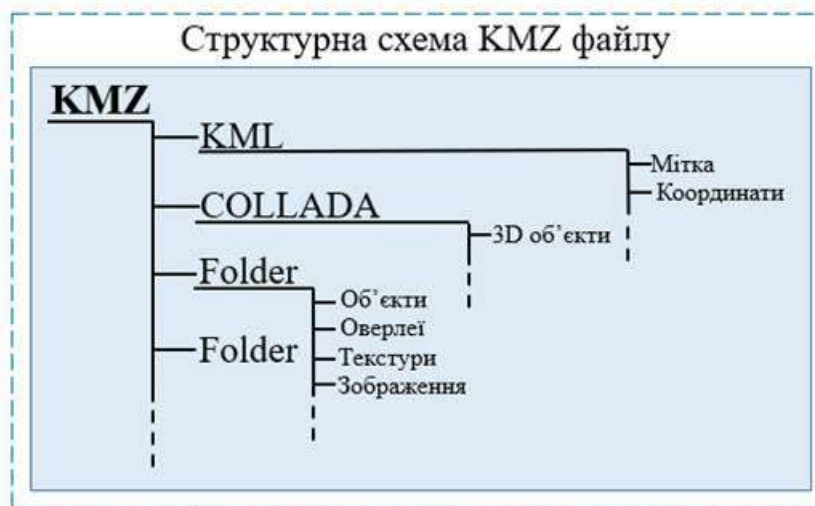 Структурна схема KMZ файлу
KMZ
KML
Мітка
Координати
COLLADA
3D об’єкти
Folder
Об’єкти
Оверлеї
Folder
Текстури
Зображення